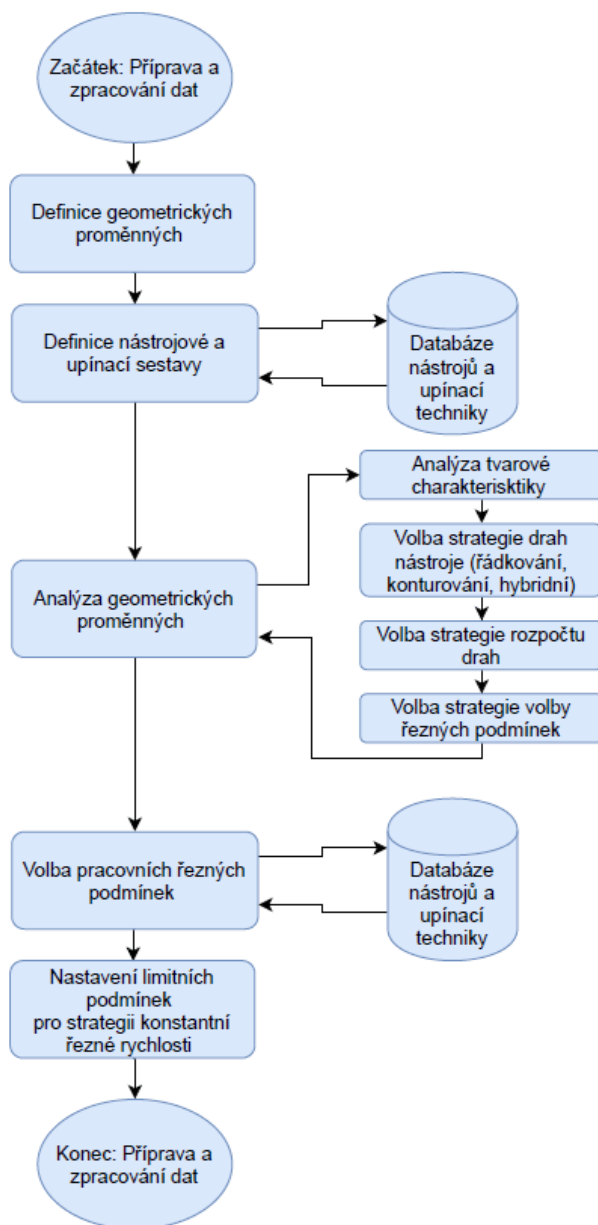 Začátek: Příprava a
zpracování dat
Definice geometrických
proměnných
Definice nástrojové a
upínací sestavy
Databáze
nástrojů a
upínací
techniky
Analýza tvarové
charakterisktiky
Volba strategie drah
nástroje (řádkování,
konturování, hybridní)
Analýza geometrických
proměnných
Volba strategie rozpočtu
drah
Volba strategie volby
řezných podmínek
Volba pracovních řezných
podmínek
Databáze
nástrojů a
upínací
techniky
Nastavení limitních
podmínek
pro strategii konstantní
řezné rychlosti
Konec: Příprava a
zpracování dat